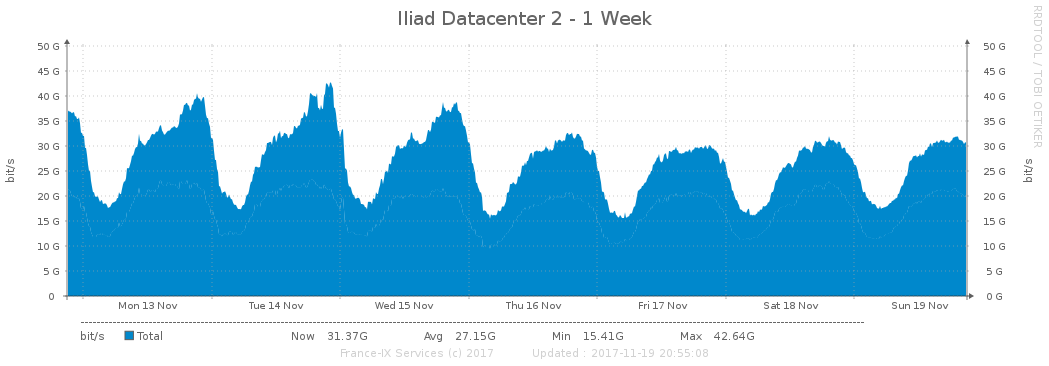 Iliad Datacenter 2 - 1 Week
RRDTOOL / TOBI OETIKER
bit/s
50 G 50 G
45 G 45 G
40 G 40 G
35 G 35 G
30 G 30 G
25 G 25 G
20 G 20 G
15 G 15 G
10 G 10 G
5 G 5 G
0 0 G
bit/s
Mon 13 Nov Tue 14 Nov Wed 15 Nov Thu 16 Nov Fri 17 Nov Sat 18 Nov Sun 19 Nov
bit/s Total Now 31.37G Avg 27.15G Min 15.41G Max 42.64G
France-IX Services (c) 2017 Updated : 2017-11-19 20:55:08